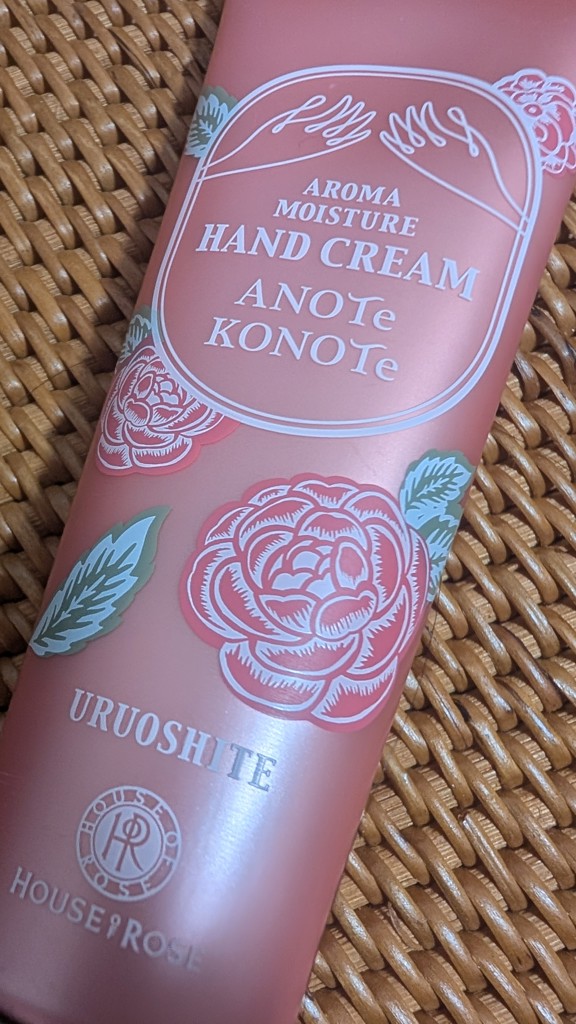 AROMA
MOISTURE
HAND CREAM
ANOTe
KONOTe
URUOSHITE
HOUSE OF
ROSE
HR
HOUSE OF ROSE